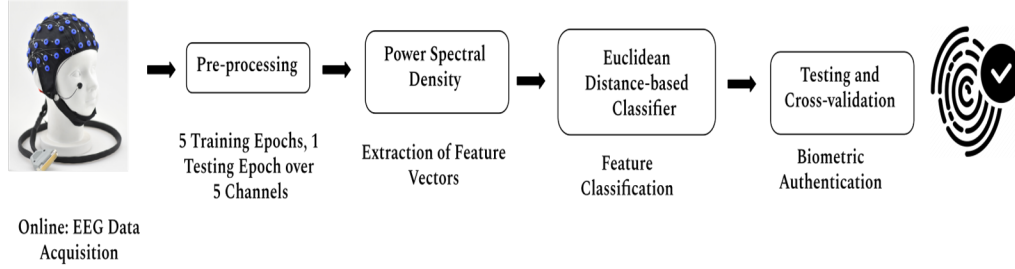 Pre-processing
Power Spectral
Density
Euclidean
Distance-based
Classifier
Testing and
Cross-validation
5 Training Epochs, 1
Testing Epoch over
5 Channels
Extraction of Feature
Vectors
Feature
Classification
Biometric
Authentication
Online: EEG Data
Acquisition